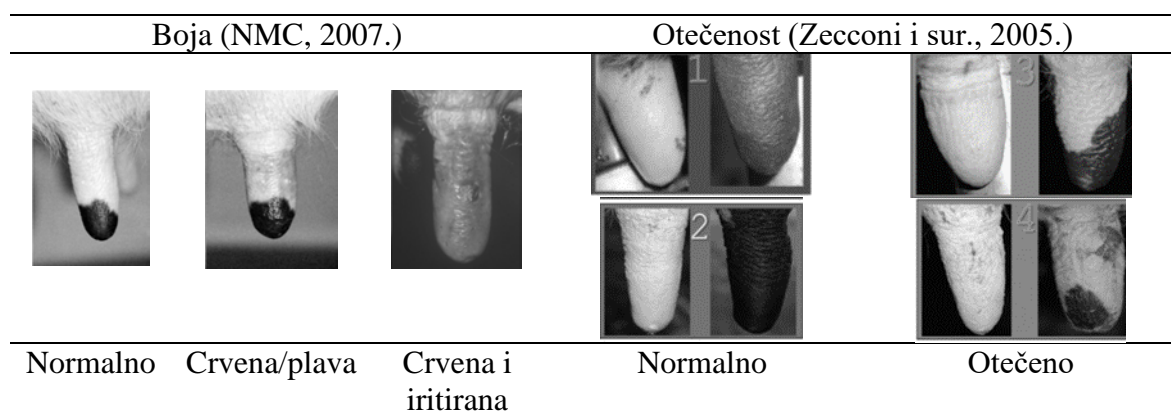 Boja (NMC, 2007.)
Otečenost (Zecconi i sur., 2005.)
1
3
2
4
Normalno
Crvena/plava
Crvena i
iritirana
Normalno
Otečeno